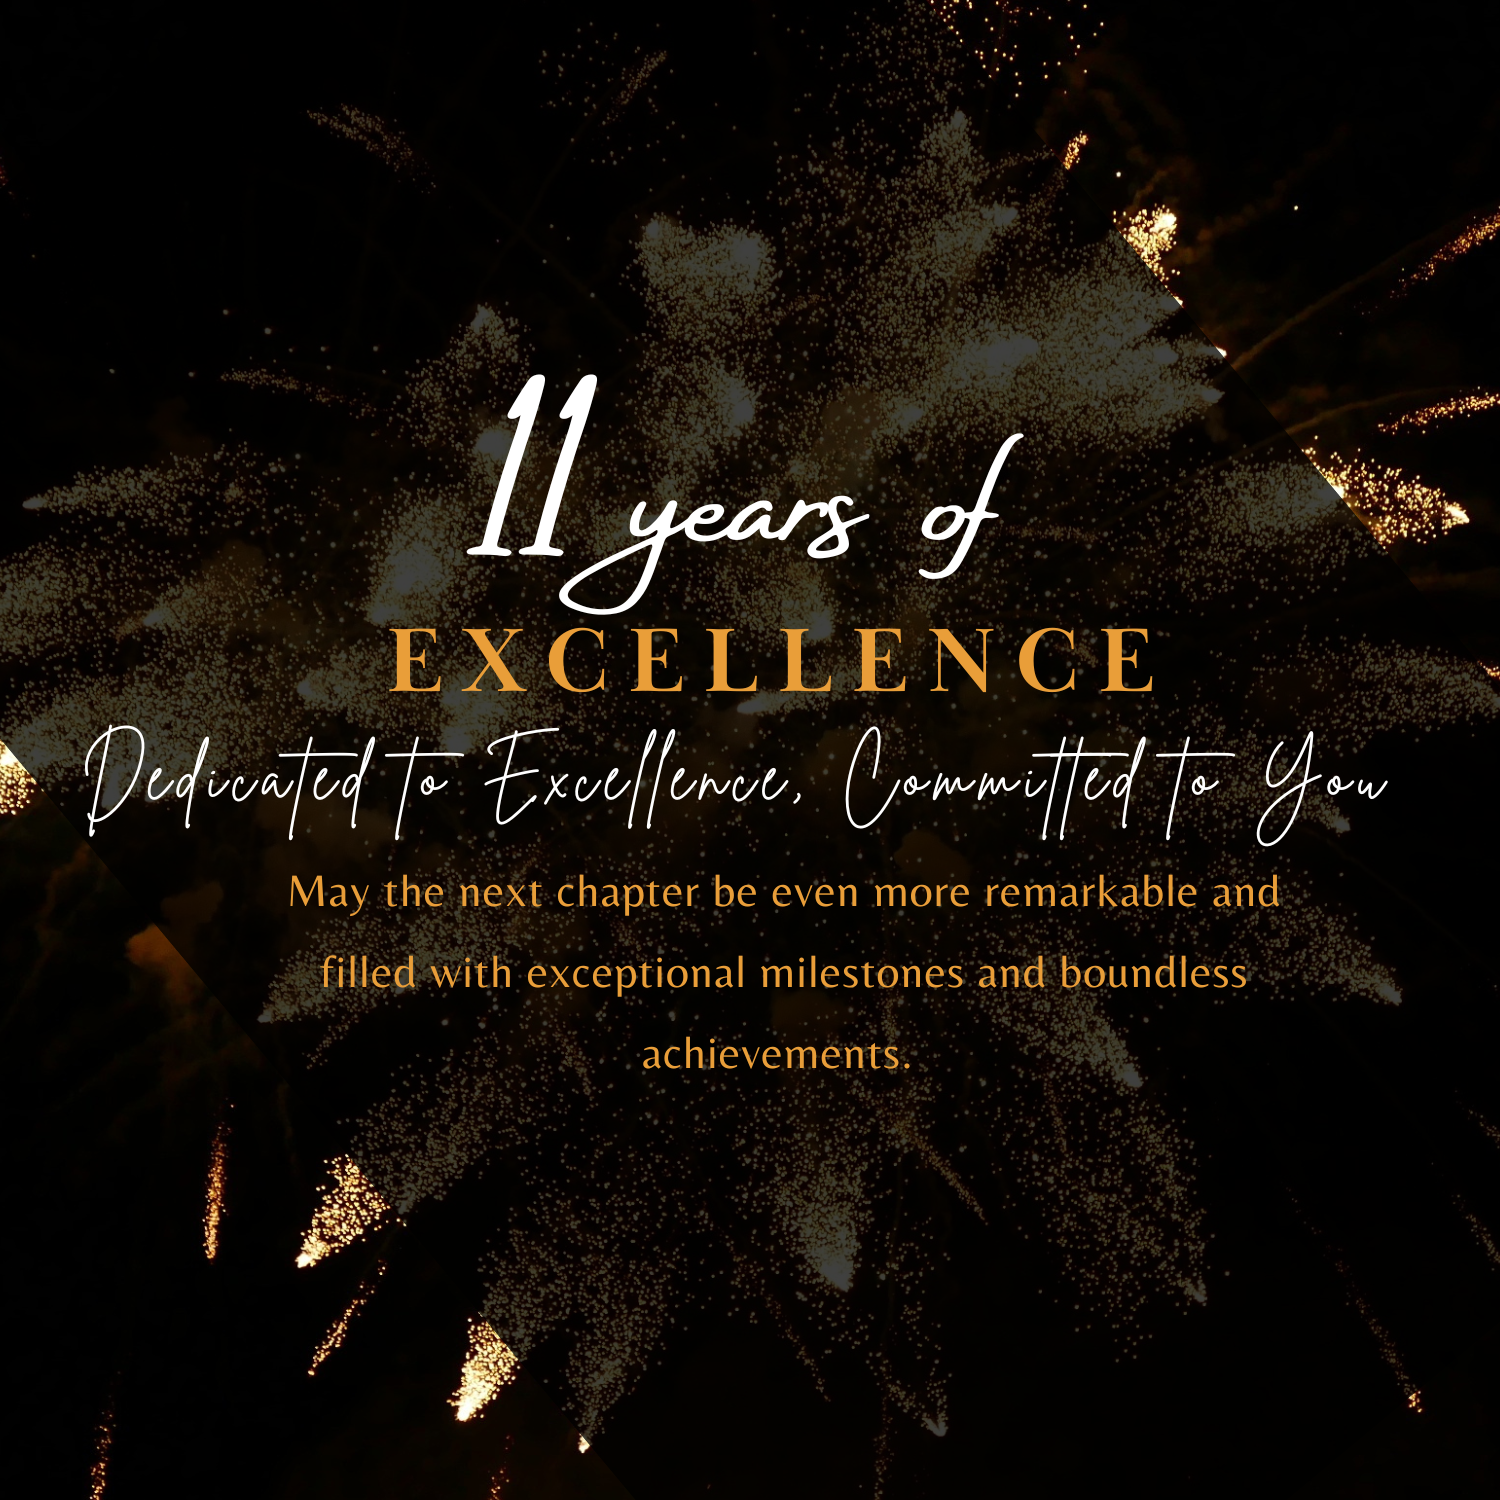 11 years of
EXCELLENCE
Dedicated to Excellence, Committed to You
May the next chapter be even more remarkable and
filled with exceptional milestones and boundless
achievements.